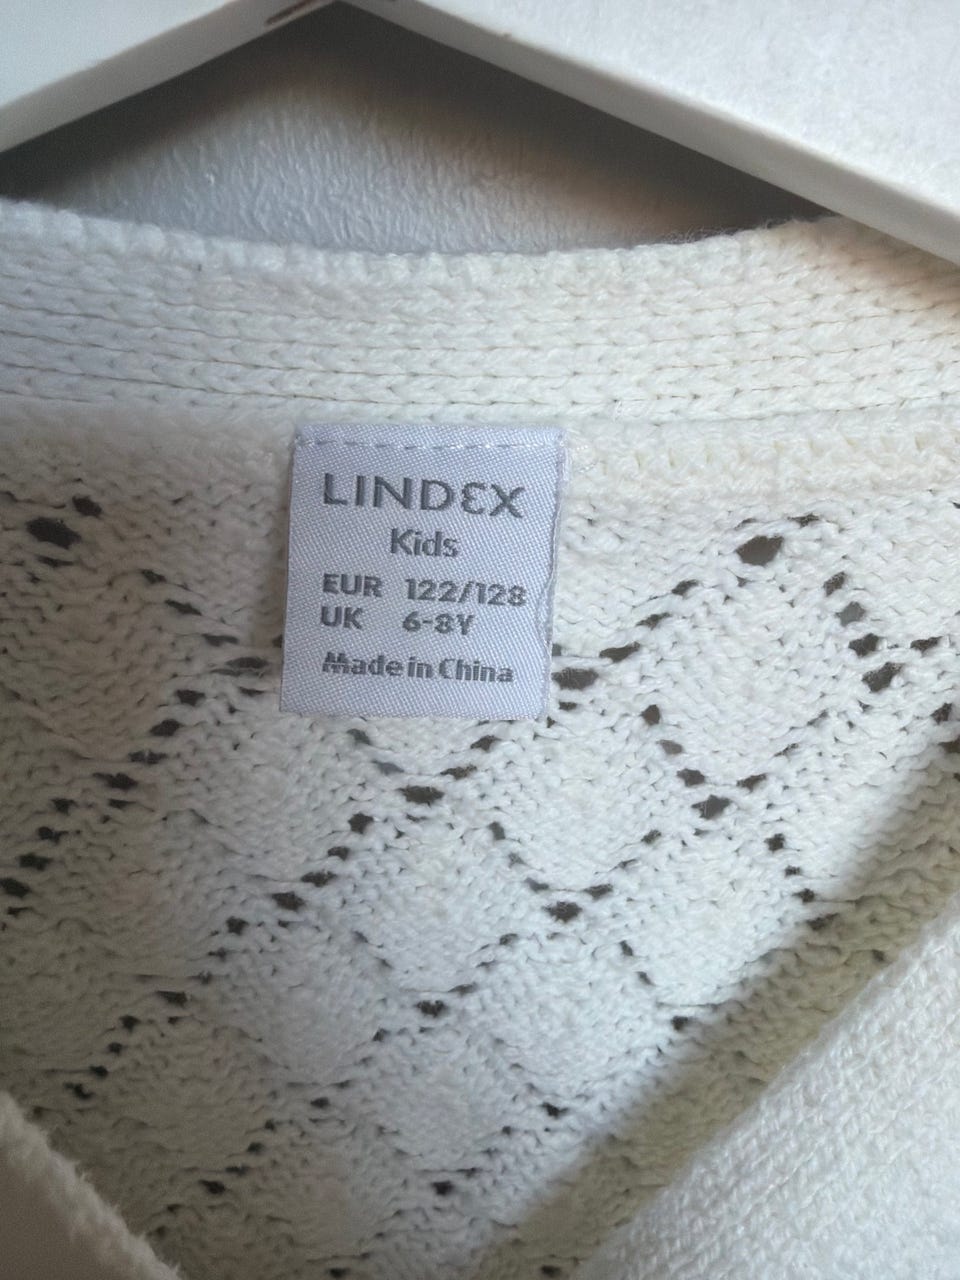 LINDEX
Kids
EUR 122/128
UK 6-8Y
Made in China